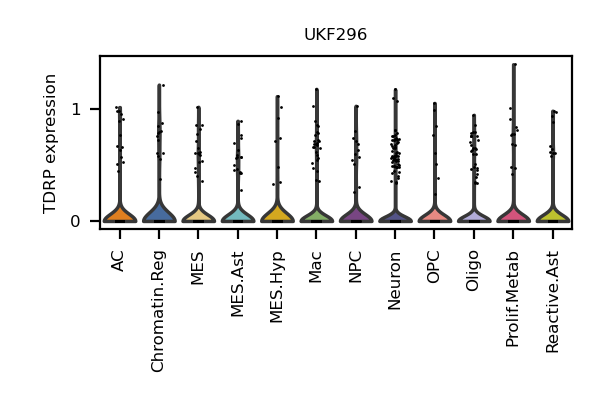 UKF296
TDRP expression
1
0
AC
Chromatin.Reg
MES
MES.Ast
MES.Hyp
Mac
NPC
Neuron
OPC
Oligo
Prolif.Metab
Reactive.Ast